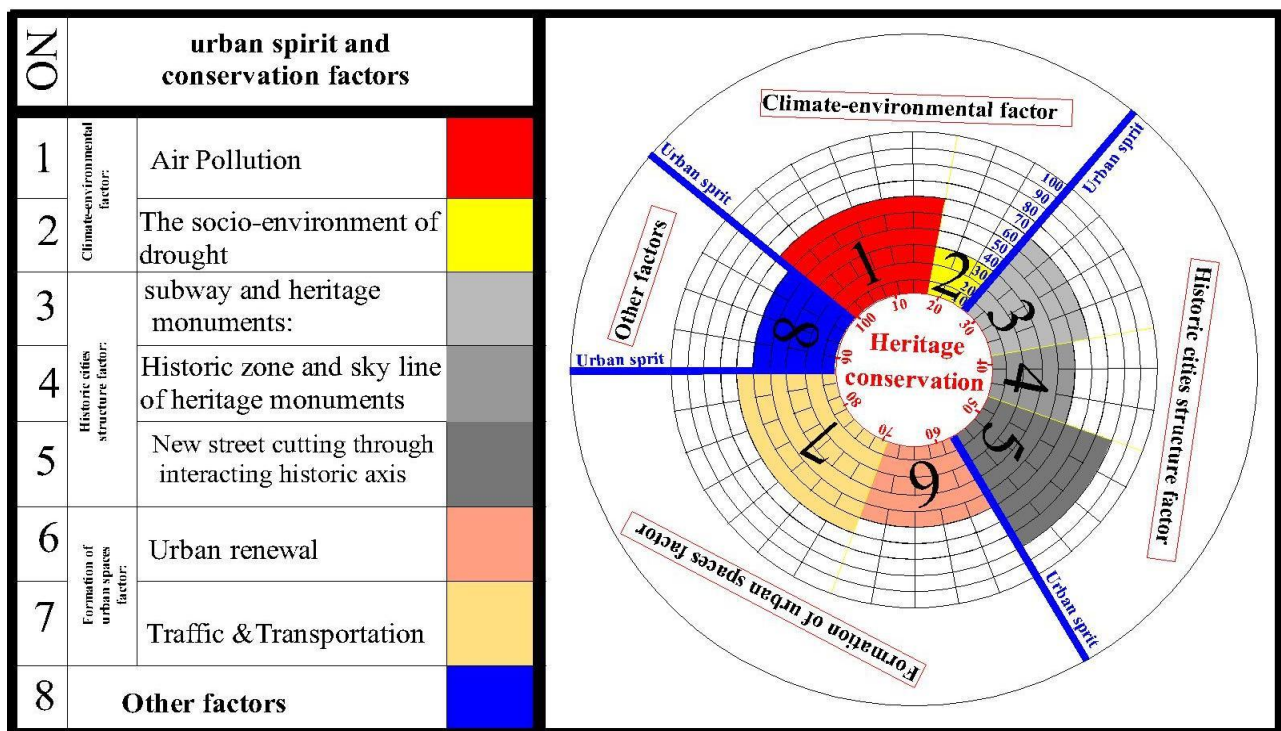 NO
urban spirit and
conservation factors
1
Climate-environmental
factor:
Air Pollution
2
The socio-environment of
drought
3
Historic cities
structure factor:
subway and heritage
monuments:
4
Historic zone and sky line
of heritage monuments
5
New street cutting through
interacting historic axis
6
Formation of
urban spaces
factor:
Urban renewal
7
Traffic &Transportation
8
Other factors
Climate-environmental factor
Urban sprit
Urban sprit
100
90
80
70
60
50
40
30
20
10
Other factors
Historic cities structure factor
1
2
3
4
5
6
7
8
Heritage
conservation
10
20
30
40
50
60
70
80
90
100
Urban sprit
Urban sprit
Formation of urban spaces factor